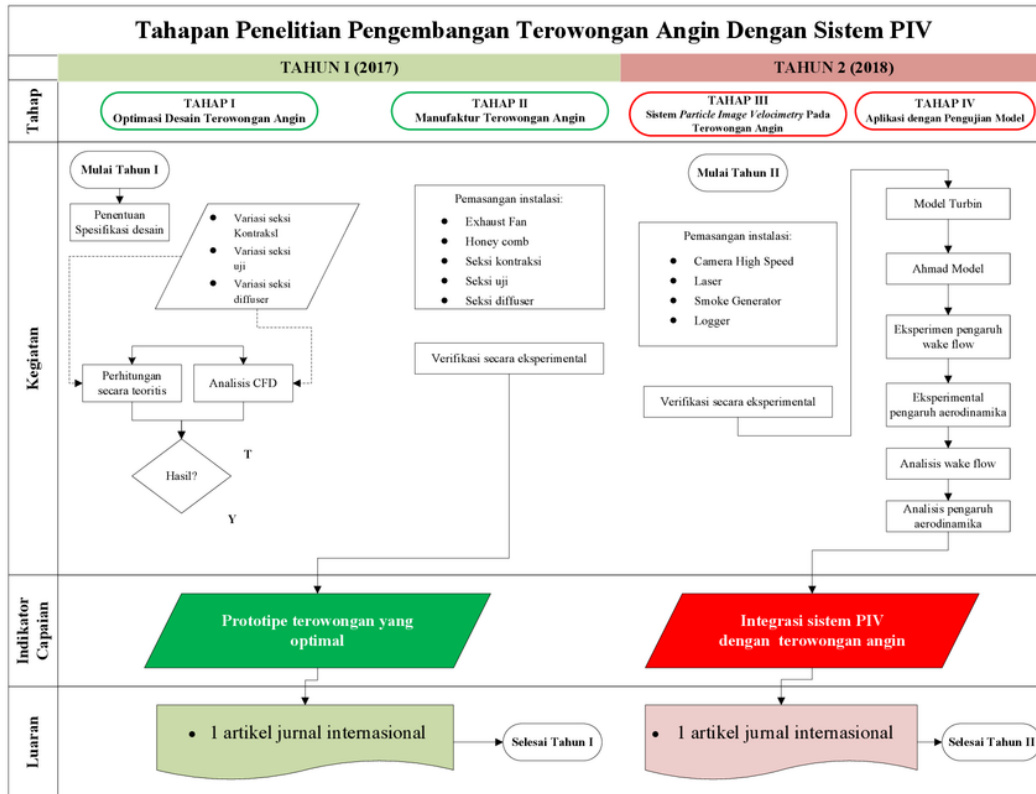 Tahapan Penelitian Pengembangan Terowongan Angin Dengan Sistem PIV
TAHUN I (2017)
TAHUN 2 (2018)
Tahap
TAHAP I
Optimasi Desain Terowongan Angin
TAHAP II
Manufaktur Terowongan Angin
TAHAP III
Sistem Particle Image Velocimetry Pada
Terowongan Angin
TAHAP IV
Aplikasi dengan Pengujian Model
Kegiatan
Mulai Tahun I
Penentuan
Spesifikasi desain
● Variasi seksi
KontraksI
● Variasi seksi
uji
● Variasi seksi
diffuser
Perhitungan
secara teoritis
Analisis CFD
Hasil?
T
Y
Pemasangan instalasi:
● Exhaust Fan
● Honey comb
● Seksi kontraksi
● Seksi uji
● Seksi diffuser
Verifikasi secara eksperimental
Mulai Tahun II
Pemasangan instalasi:
● Camera High Speed
● Laser
● Smoke Generator
● Logger
Verifikasi secara eksperimental
Model Turbin
Ahmad Model
Eksperimen pengaruh
wake flow
Eksperimental
pengaruh aerodinamika
Analisis wake flow
Analisis pengaruh
aerodinamika
Indikator
Capaian
Prototipe terowongan yang
optimal
Integrasi sistem PIV
dengan terowongan angin
Luaran
• 1 artikel jurnal internasional
Selesai Tahun I
• 1 artikel jurnal internasional
Selesai Tahun II